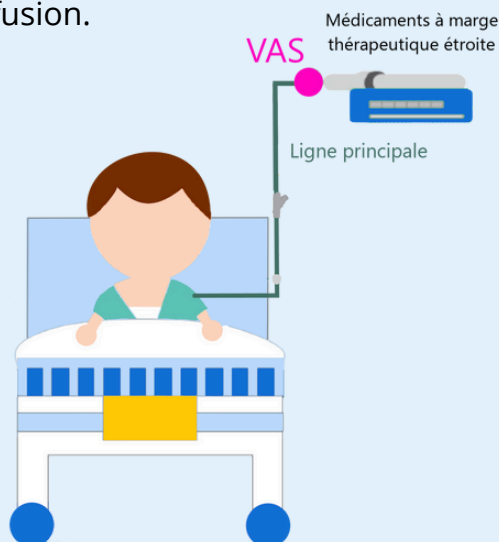 fusion.
Médicaments à marge
thérapeutique étroite
VAS
Ligne principale